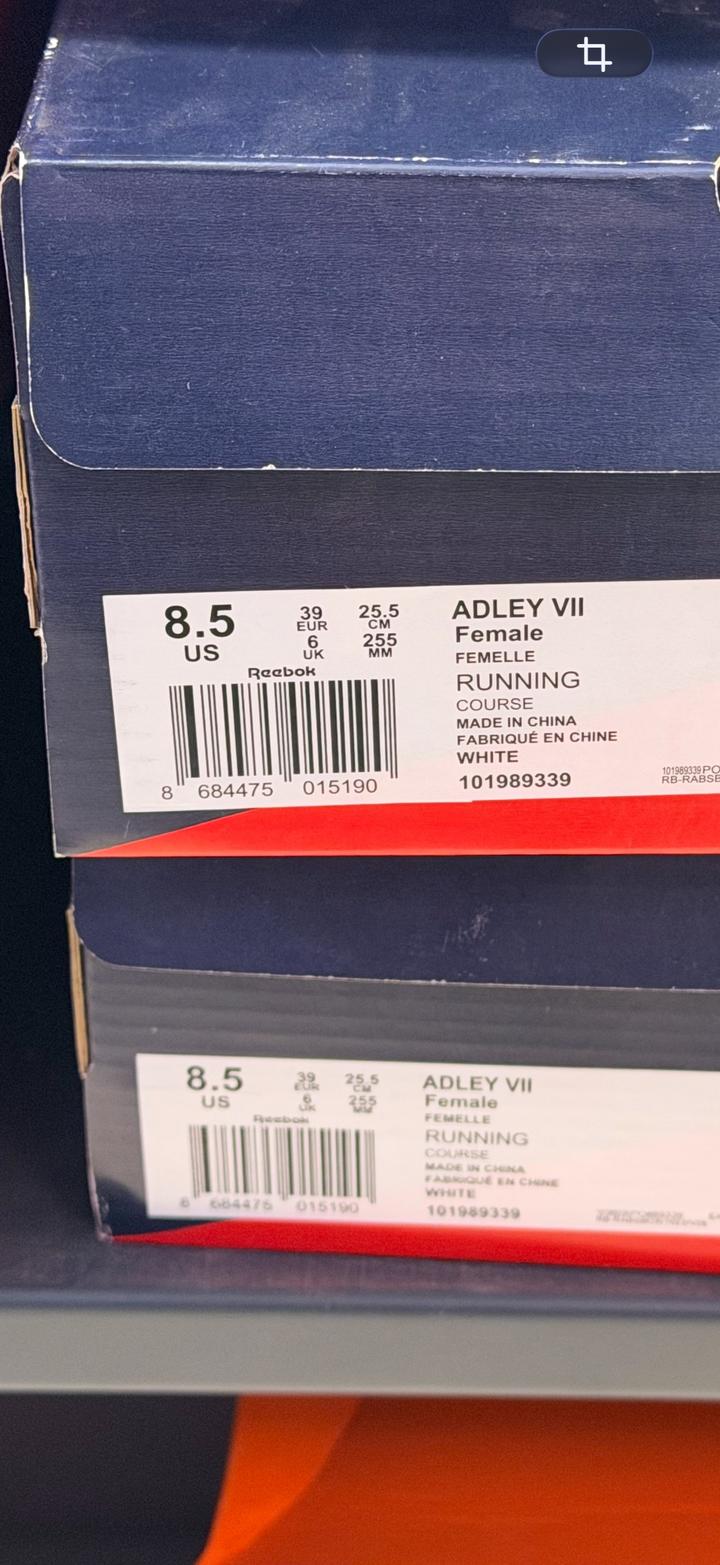 8.5
US
39
EUR
6
UK
25.5
CM
255
MM
Reebok
8 684475 015190
ADLEY VII
Female
FEMELLE
RUNNING
COURSE
MADE IN CHINA
FABRIQUÉ EN CHINE
WHITE
101989339
101989339PO
RB-RABSE
8.5
US
39
EUR
6
UK
25.5
CM
255
MM
Reebok
8 684475 015190
ADLEY VII
Female
FEMELLE
RUNNING
COURSE
MADE IN CHINA
FABRIQUÉ EN CHINE
WHITE
101989339